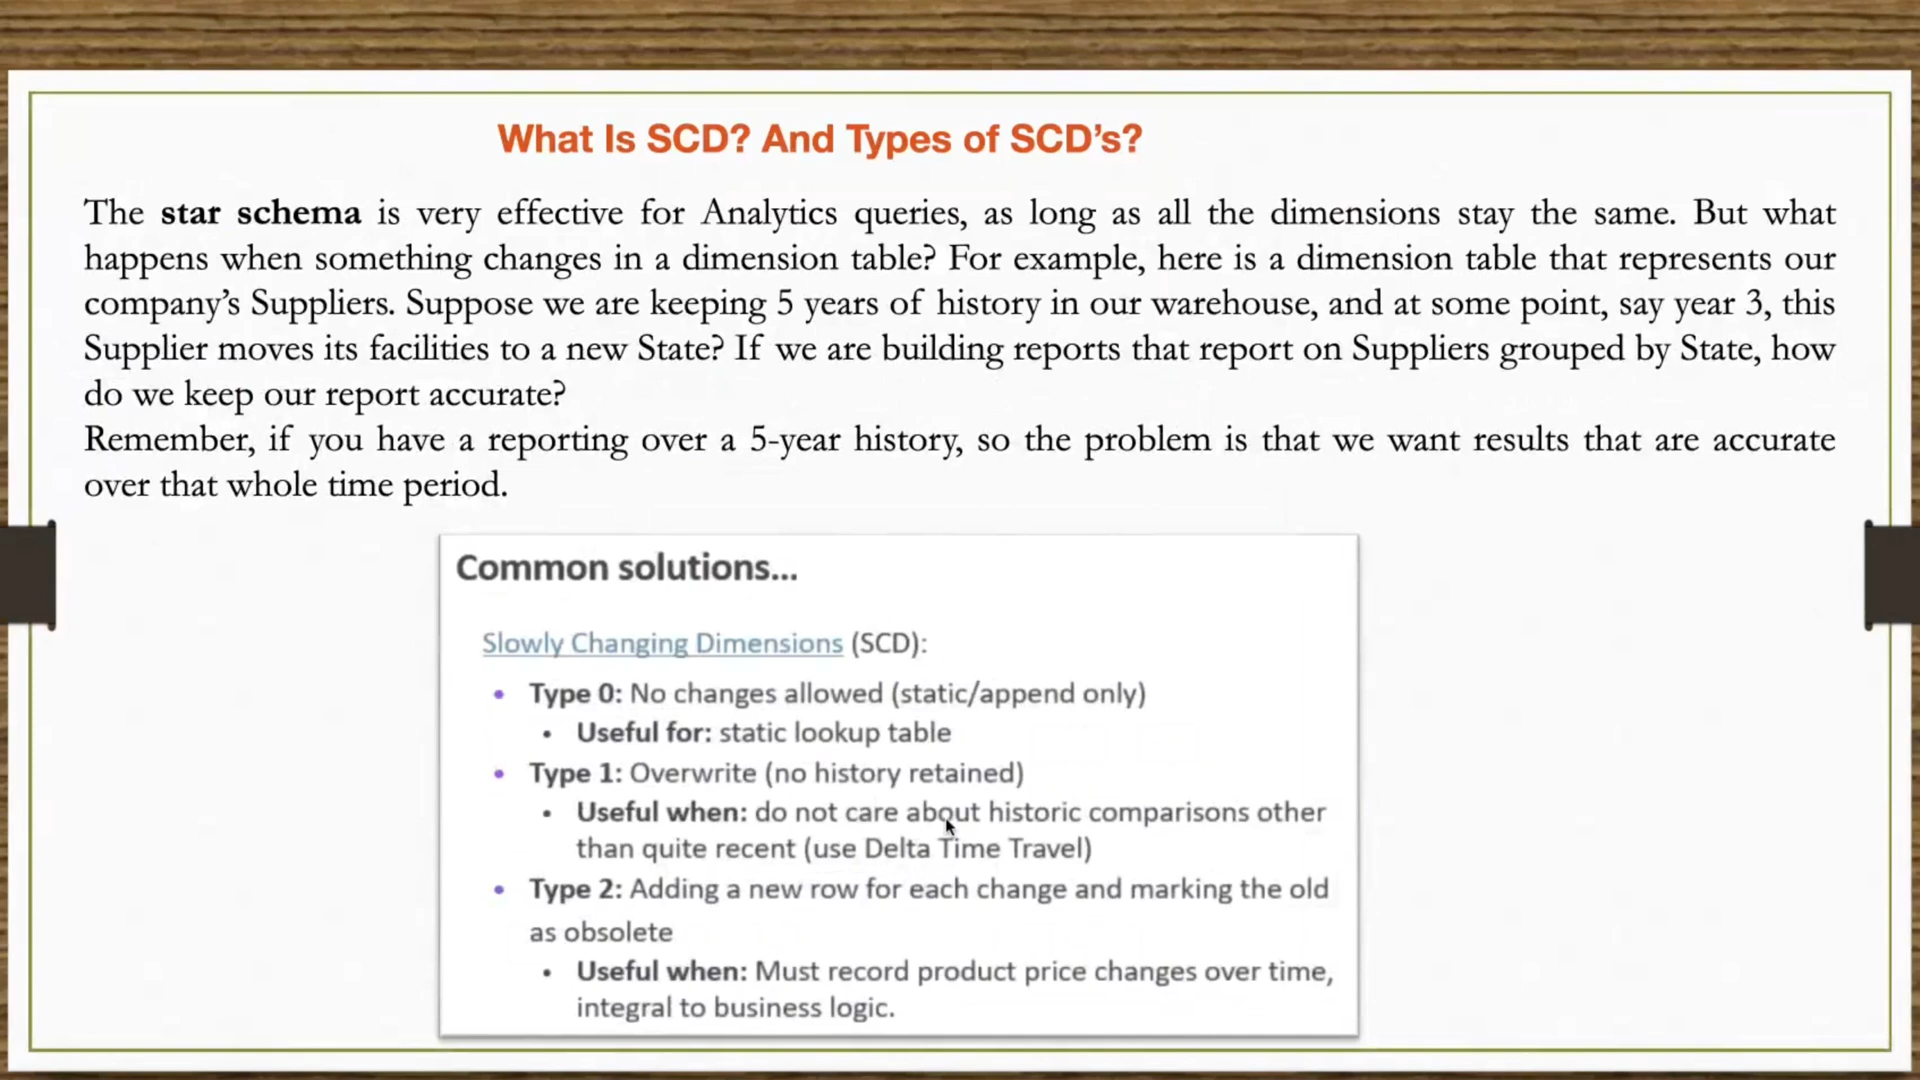 What Is SCD? And Types of SCD’s?
The star schema is very effective for Analytics queries, as long as all the dimensions stay the same. But what
happens when something changes in a dimension table? For example, here is a dimension table that represents our
company’s Suppliers. Suppose we are keeping 5 years of history in our warehouse, and at some point, say year 3, this
Supplier moves its facilities to a new State? If we are building reports that report on Suppliers grouped by State, how
do we keep our report accurate?
Remember, if you have a reporting over a 5-year history, so the problem is that we want results that are accurate
over that whole time period.
Common solutions...
Slowly Changing Dimensions (SCD):
• Type 0: No changes allowed (static/append only)
• Useful for: static lookup table
• Type 1: Overwrite (no history retained)
• Useful when: do not care about historic comparisons other
than quite recent (use Delta Time Travel)
• Type 2: Adding a new row for each change and marking the old
as obsolete
• Useful when: Must record product price changes over time,
integral to business logic.